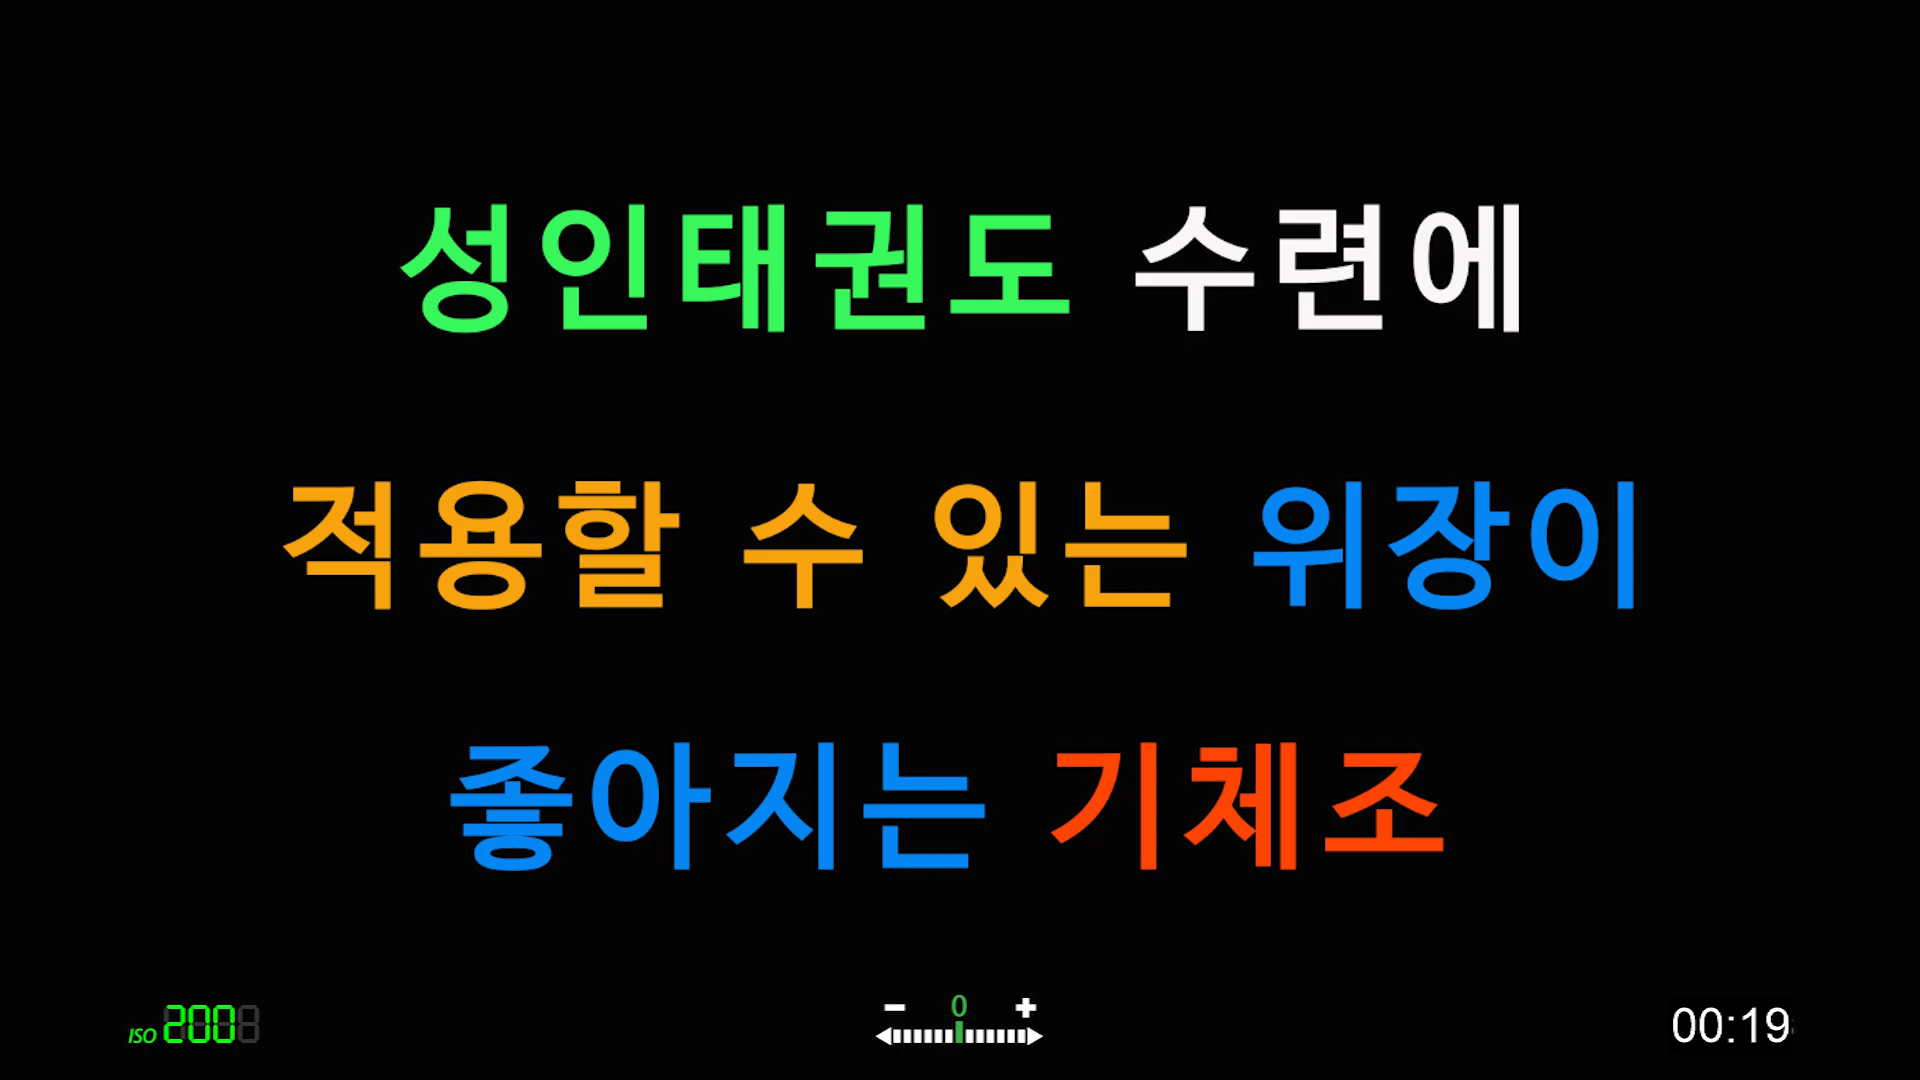 성인태권도 수련에
적용할 수 있는 위장이
좋아지는 기체조
- 0 +
ISO 200
00:19